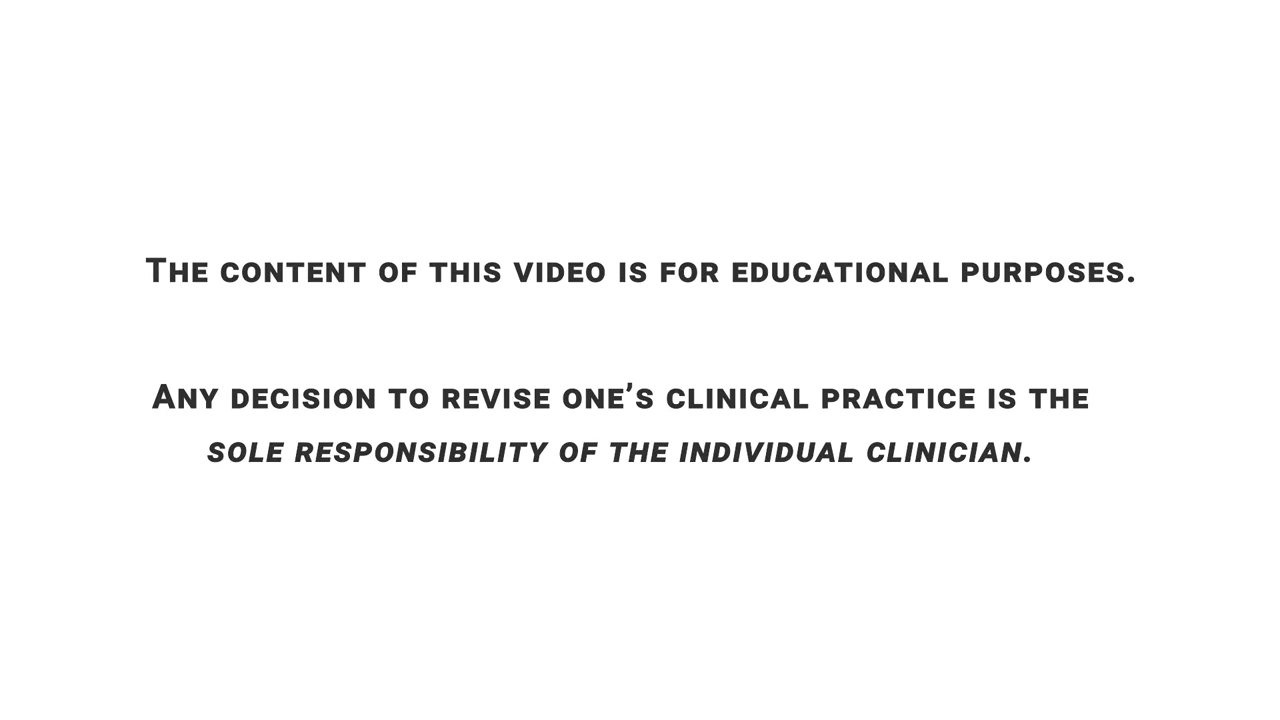 The content of this video is for educational purposes.
Any decision to revise one’s clinical practice is the
sole responsibility of the individual clinician.